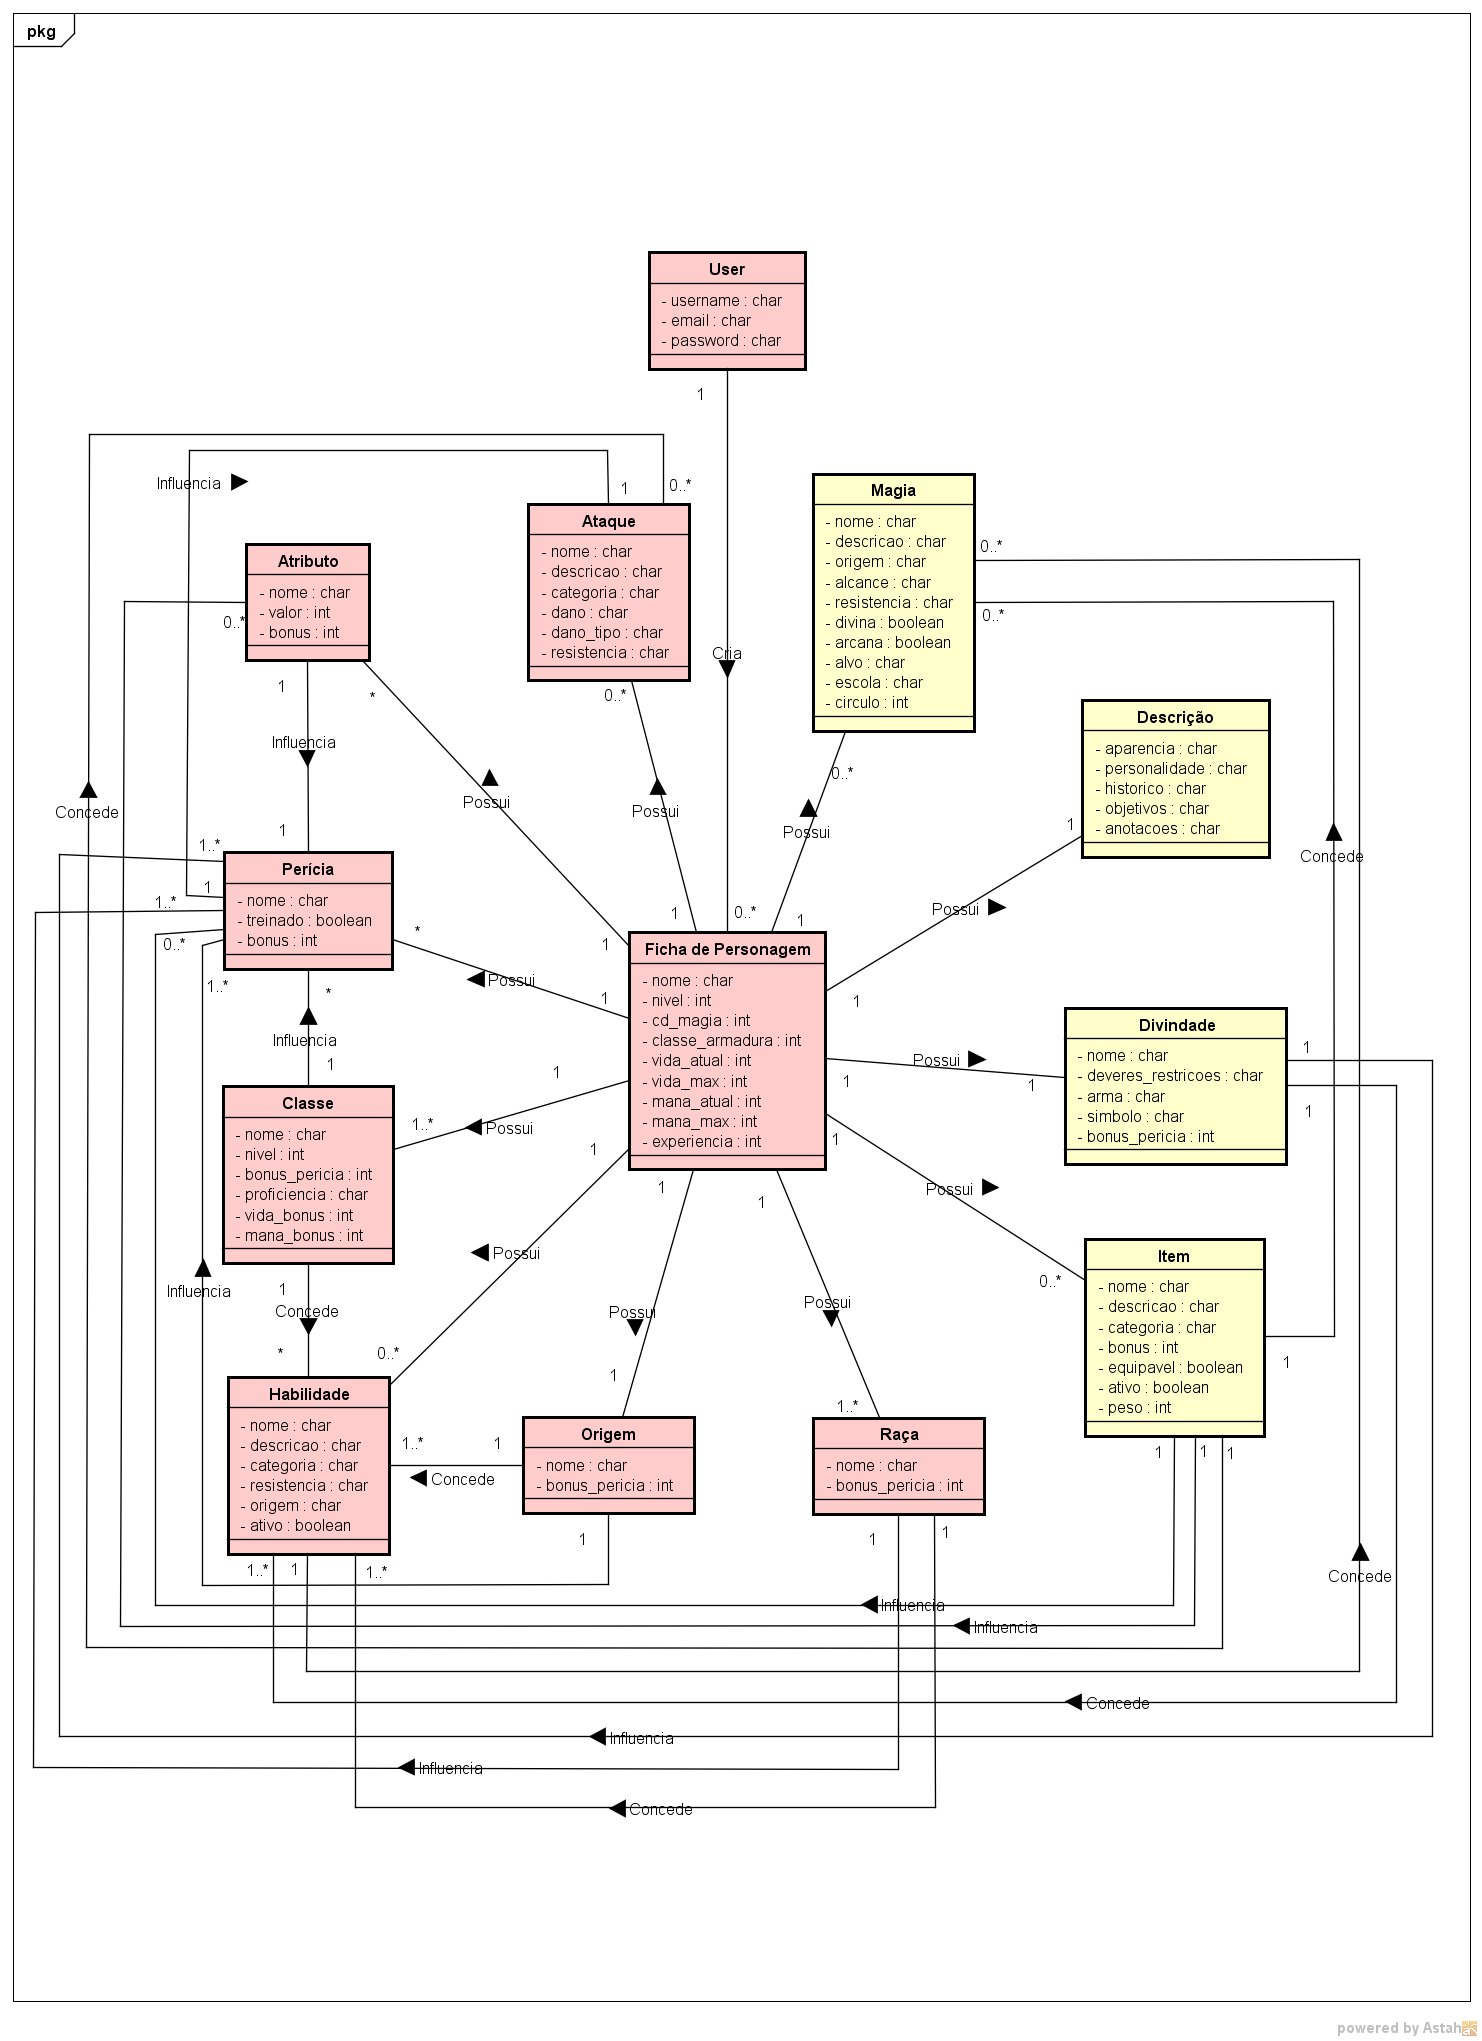 pkg
User
- username : char
- email : char
- password : char
1
Cria
0..*
Influencia
1
0..*
Ataque
- nome : char
- descricao : char
- categoria : char
- dano : char
- dano_tipo : char
- resistencia : char
0..*
Possui
1
Magia
- nome : char
- descricao : char
- origem : char
- alcance : char
- resistencia : char
- divina : boolean
- arcana : boolean
- alvo : char
- escola : char
- circulo : int
0..*
0..*
0..*
Possui
1
Atributo
- nome : char
- valor : int
- bonus : int
0..*
1
*
Influencia
Possui
1
1
Concede
Descrição
- aparencia : char
- personalidade : char
- historico : char
- objetivos : char
- anotacoes : char
1
Possui
1
Concede
Perícia
- nome : char
- treinado : boolean
- bonus : int
1..*
1
1..*
0..*
1..*
*
*
Possui
1
Influencia
1
Ficha de Personagem
- nome : char
- nivel : int
- cd_magia : int
- classe_armadura : int
- vida_atual : int
- vida_max : int
- mana_atual : int
- mana_max : int
- experiencia : int
Divindade
- nome : char
- deveres_restricoes : char
- arma : char
- simbolo : char
- bonus_pericia : int
1
1
Possui
1
1
Classe
- nome : char
- nivel : int
- bonus_pericia : int
- proficiencia : char
- vida_bonus : int
- mana_bonus : int
1
1..*
Possui
1
Possui
0..*
1
Possui
0..*
Item
- nome : char
- descricao : char
- categoria : char
- bonus : int
- equipavel : boolean
- ativo : boolean
- peso : int
1
1
1
1
Influencia
1
Concede
*
1
Possui
1
1
Possui
1..*
Habilidade
- nome : char
- descricao : char
- categoria : char
- resistencia : char
- origem : char
- ativo : boolean
1..*
1
Concede
Origem
- nome : char
- bonus_pericia : int
1
Raça
- nome : char
- bonus_pericia : int
1
1
1..*
1
1..*
Concede
Influencia
Influencia
Concede
Influencia
Influencia
Concede
powered by Astah